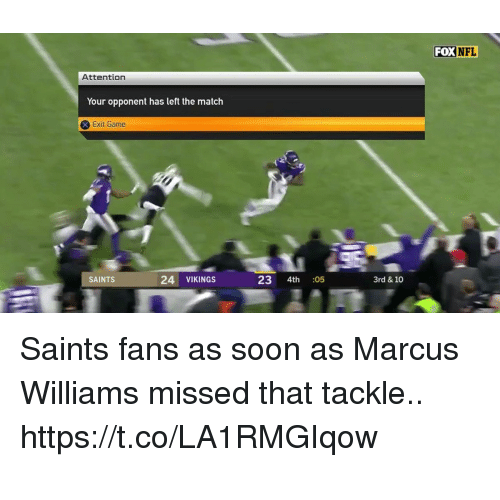 FOX NFL
Attention
Your opponent has left the match
Exit Game
SAINTS 24 VIKINGS 23 4th :05 3rd & 10
Saints fans as soon as Marcus
Williams missed that tackle..
https://t.co/LA1RMGIqow